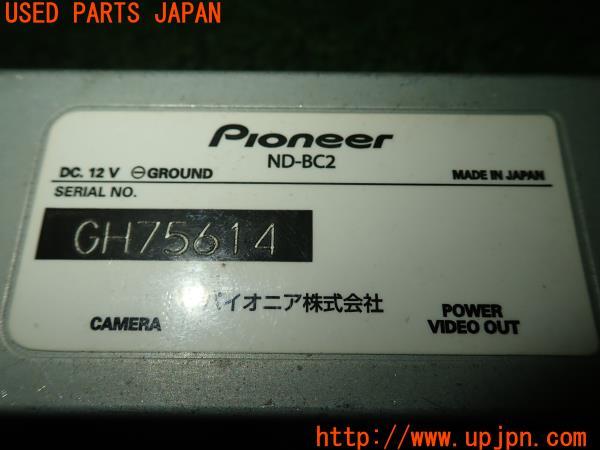 USED PARTS JAPAN
Pioneer
ND-BC2
DC. 12 V ⊖GROUND
MADE IN JAPAN
SERIAL NO.
GH75614
パイオニア株式会社
CAMERA
POWER
VIDEO OUT
http://www.upjpn.com/